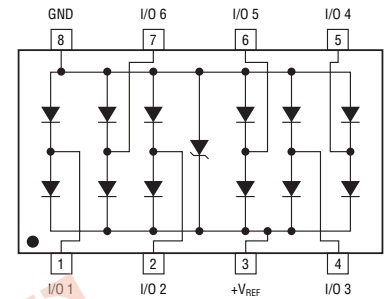 GND I/O 6 I/O 5 I/O 4
8 7 6 5
1 2 3 4
I/O 1 I/O 2 +VREF I/O 3